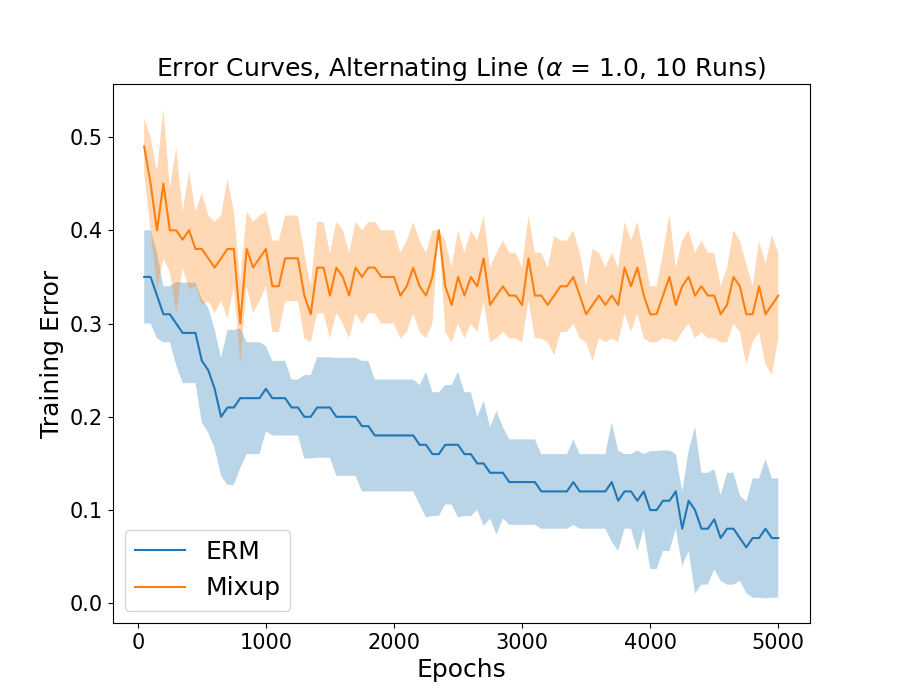 Error Curves, Alternating Line (α = 1.0, 10 Runs)
Training Error
0.5
0.4
0.3
0.2
0.1
0.0
ERM
Mixup
0 1000 2000 3000 4000 5000
Epochs